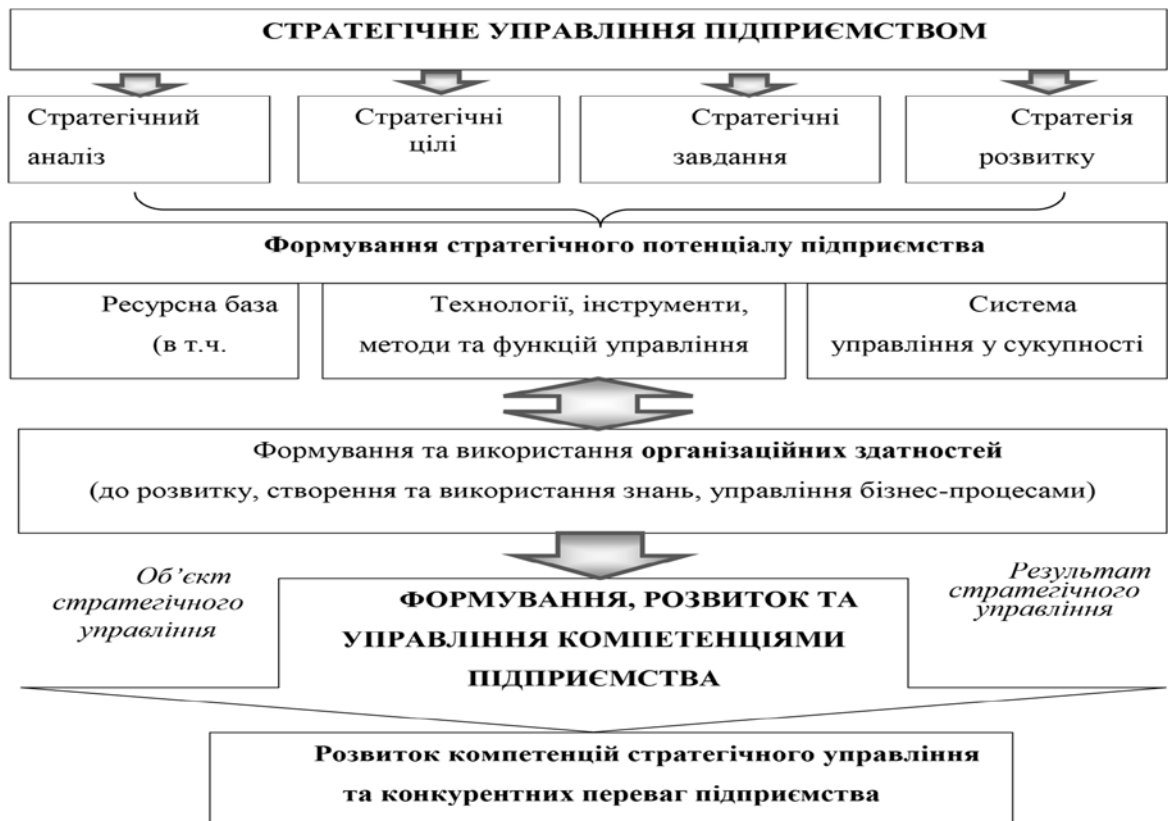 СТРАТЕГІЧНЕ УПРАВЛІННЯ ПІДПРИЄМСТВОМ
Стратегічний
аналіз
Стратегічні
цілі
Стратегічні
завдання
Стратегія
розвитку
Формування стратегічного потенціалу підприємства
Ресурсна база
(в т.ч.
Технології, інструменти,
методи та функцій управління
Система
управління у сукупності
Формування та використання організаційних здатностей
(до розвитку, створення та використання знань, управління бізнес-процесами)
Об’єкт
стратегічного
управління
Результат
стратегічного
управління
ФОРМУВАННЯ, РОЗВИТОК ТА
УПРАВЛІННЯ КОМПЕТЕНЦІЯМИ
ПІДПРИЄМСТВА
Розвиток компетенцій стратегічного управління
та конкурентних переваг підприємства